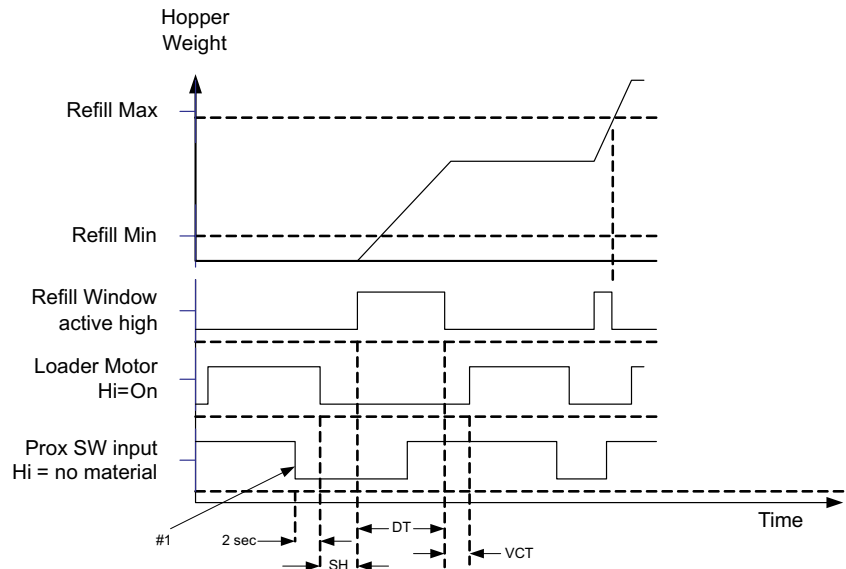 Hopper
Weight
Refill Max
Refill Min
Refill Window
active high
Loader Motor
Hi=On
Prox SW input
Hi = no material
Time
#1
2 sec
DT
VCT
SH